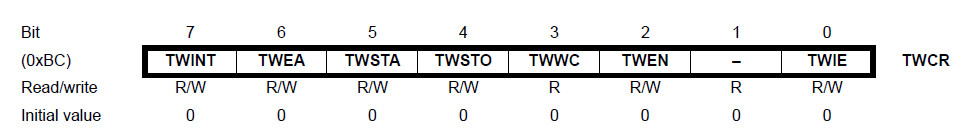 Bit 7 6 5 4 3 2 1 0
(0xBC) TWINT TWEA TWSTA TWSTO TWWC TWEN – TWIE TWCR
Read/write R/W R/W R/W R/W R R/W R R/W
Initial value 0 0 0 0 0 0 0 0